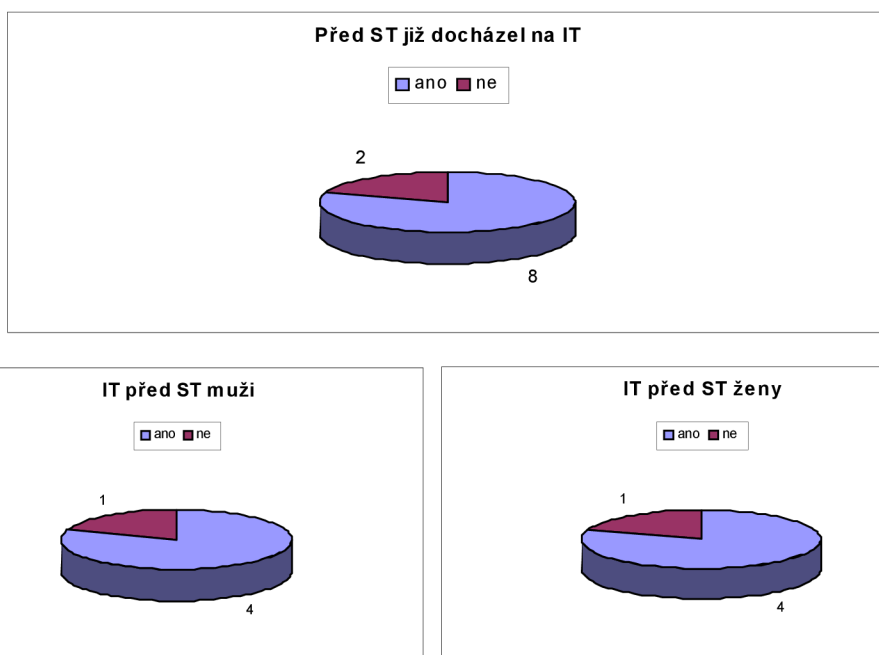 Před ST již docházel na IT
ano ne
2
8
IT před ST muži
ano ne
1
4
IT před ST ženy
ano ne
1
4